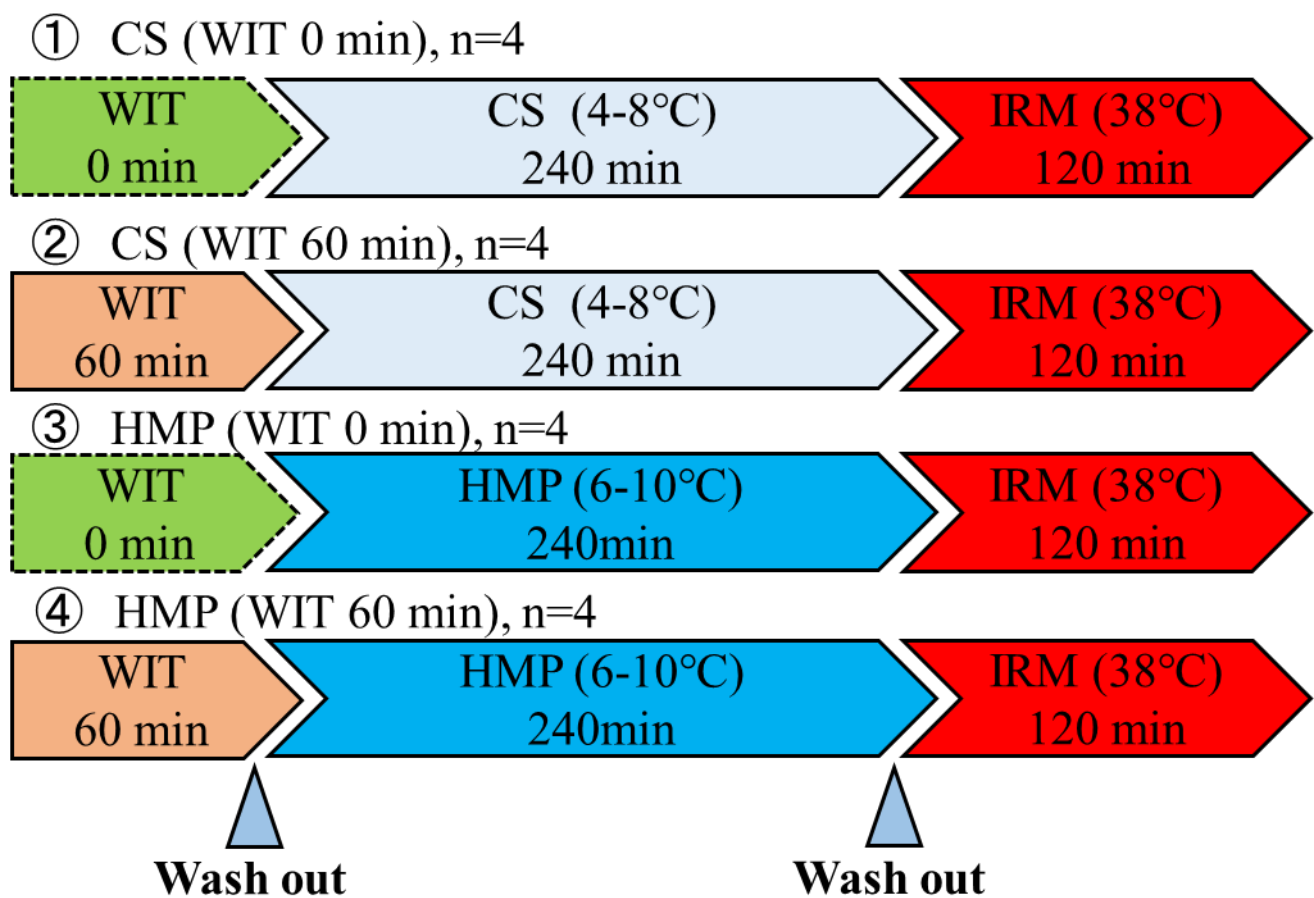 ① CS (WIT 0 min), n=4
WIT
0 min
CS (4-8℃)
240 min
IRM (38℃)
120 min
② CS (WIT 60 min), n=4
WIT
60 min
CS (4-8℃)
240 min
IRM (38℃)
120 min
③ HMP (WIT 0 min), n=4
WIT
0 min
HMP (6-10℃)
240min
IRM (38℃)
120 min
④ HMP (WIT 60 min), n=4
WIT
60 min
HMP (6-10℃)
240min
IRM (38℃)
120 min
Wash out
Wash out